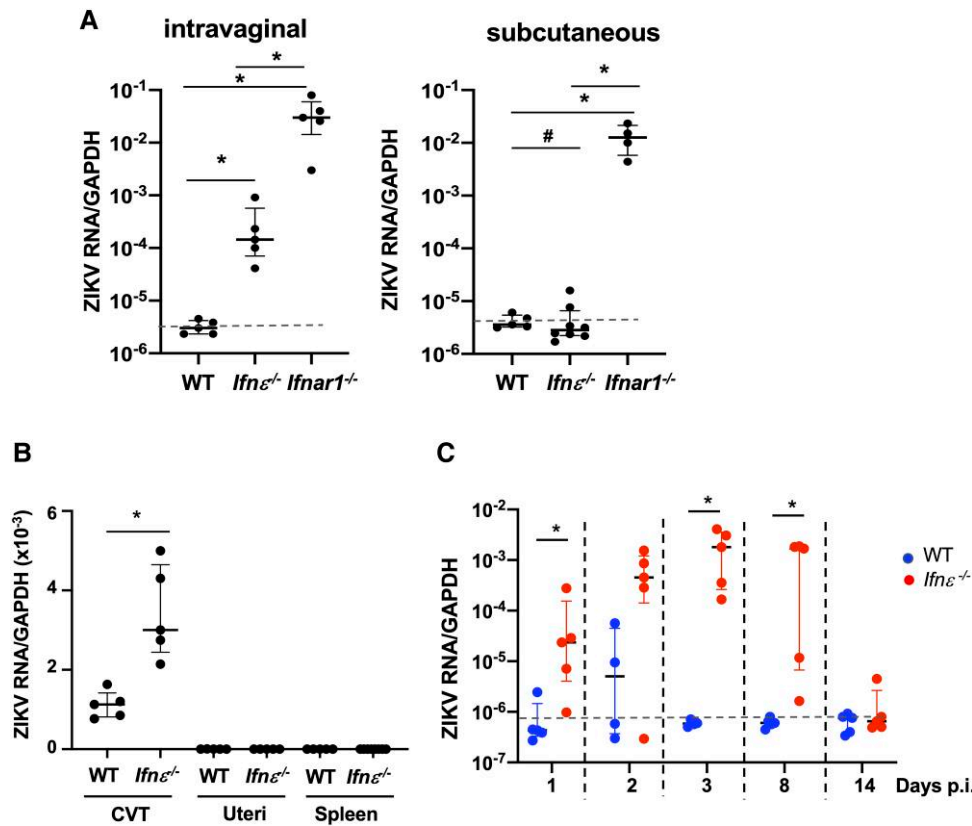 A
intravaginal
subcutaneous
*
*
*
*
*
#
ZIKV RNA/GAPDH
10⁻¹
10⁻²
10⁻³
10⁻⁴
10⁻⁵
10⁻⁶
WT Ifnε⁻/⁻ Ifnar1⁻/⁻
ZIKV RNA/GAPDH
10⁻¹
10⁻²
10⁻³
10⁻⁴
10⁻⁵
10⁻⁶
WT Ifnε⁻/⁻ Ifnar1⁻/⁻
B
ZIKV RNA/GAPDH (x10⁻³)
6
4
2
0
*
WT Ifnε⁻/⁻ WT Ifnε⁻/⁻ WT Ifnε⁻/⁻
CVT Uteri Spleen
C
ZIKV RNA/GAPDH
10⁻²
10⁻³
10⁻⁴
10⁻⁵
10⁻⁶
10⁻⁷
* * *
WT
Ifnε⁻/⁻
1 2 3 8 14 Days p.i.